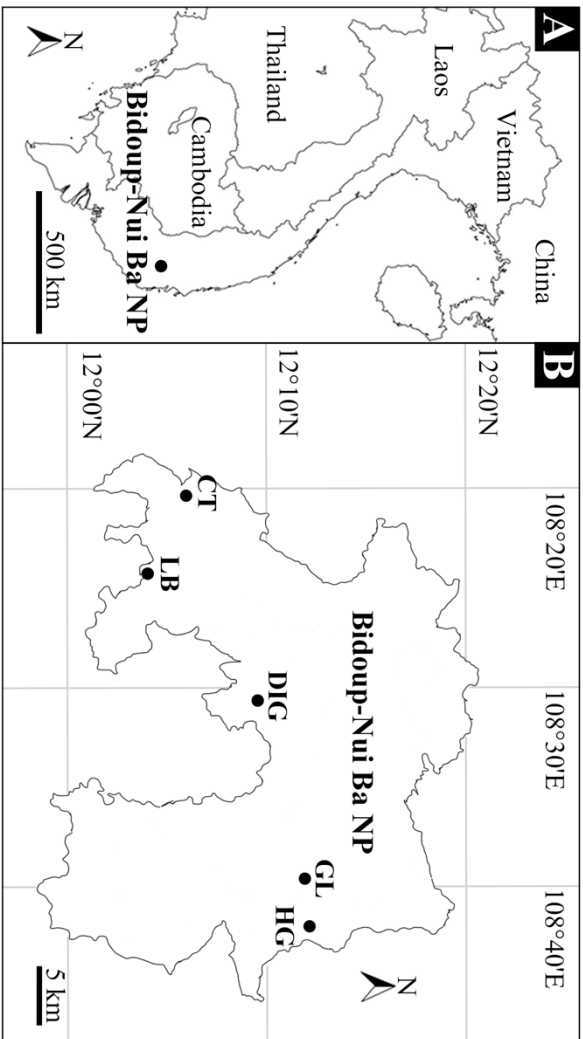 A
China
Vietnam
Laos
Thailand
Cambodia
Bidoup-Nui Ba NP
N
500 km
B
108°20'E
108°30'E
108°40'E
12°20'N
12°10'N
12°00'N
Bidoup-Nui Ba NP
N
CT
LB
DIG
GL
HG
5 km